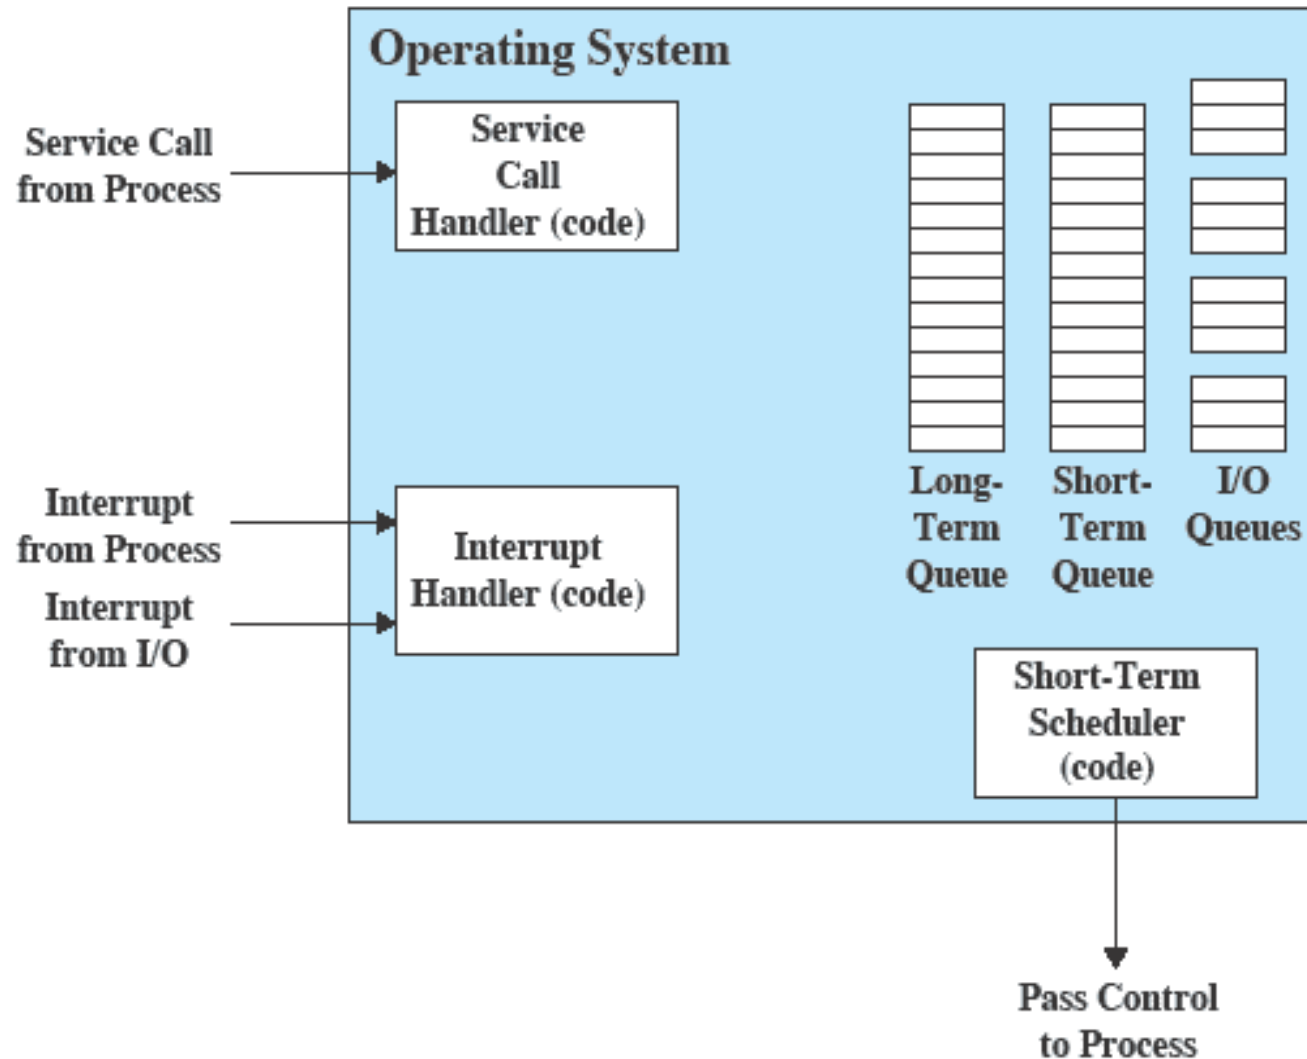 Operating System
Service Call
from Process
Service
Call
Handler (code)
Interrupt
from Process
Interrupt
from I/O
Interrupt
Handler (code)
Long-
Term
Queue
Short-
Term
Queue
I/O
Queues
Short-Term
Scheduler
(code)
Pass Control
to Process